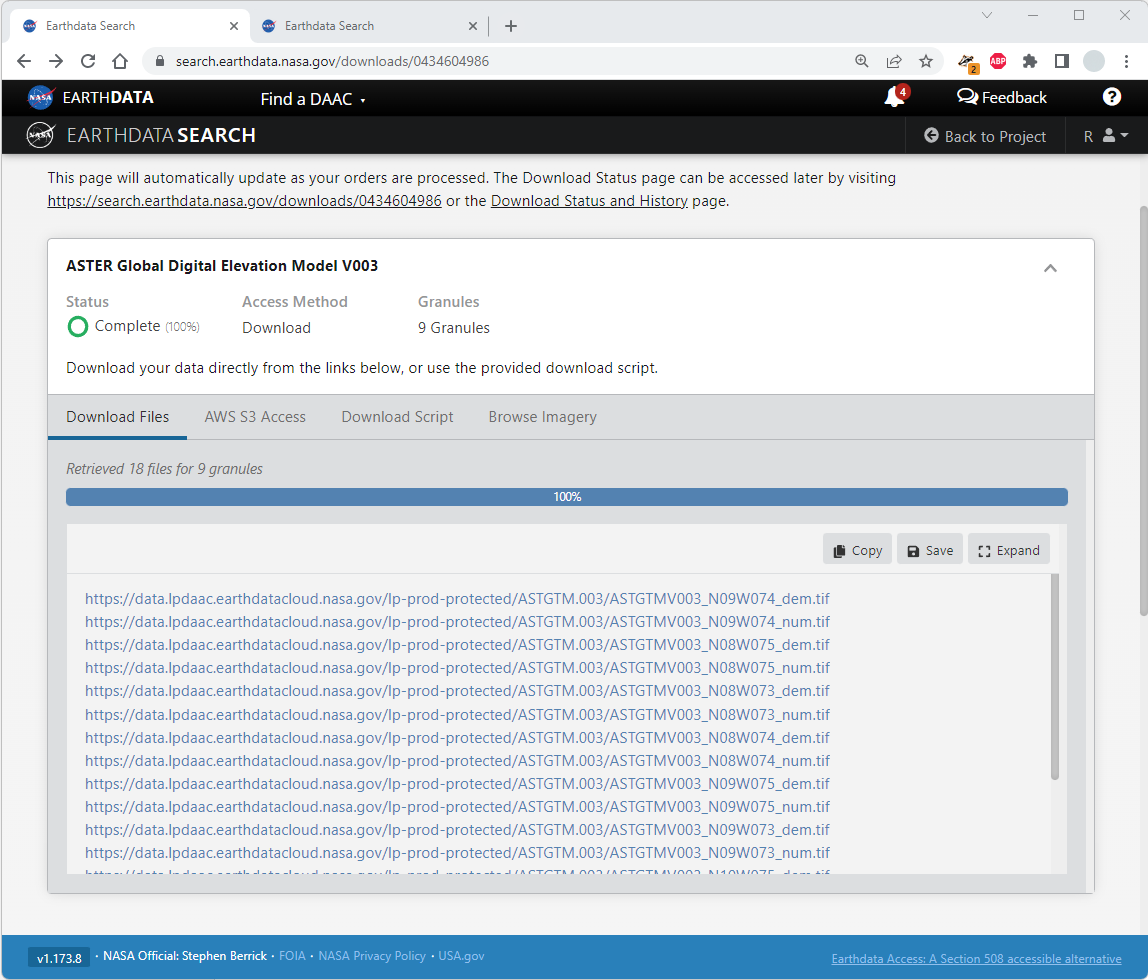 Earthdata Search
Earthdata Search
search.earthdata.nasa.gov/downloads/0434604986
2
ABP
NASA
EARTHDATA
Find a DAAC
4
Feedback
?
NASA
EARTHDATA SEARCH
Back to Project
R
This page will automatically update as your orders are processed. The Download Status page can be accessed later by visiting
https://search.earthdata.nasa.gov/downloads/0434604986 or the Download Status and History page.
ASTER Global Digital Elevation Model V003
Status Access Method Granules
Complete (100%) Download 9 Granules
Download your data directly from the links below, or use the provided download script.
Download Files AWS S3 Access Download Script Browse Imagery
Retrieved 18 files for 9 granules
100%
Copy Save Expand
https://data.lpdaac.earthdatacloud.nasa.gov/lp-prod-protected/ASTGTM.003/ASTGTMV003_N09W074_dem.tif
https://data.lpdaac.earthdatacloud.nasa.gov/lp-prod-protected/ASTGTM.003/ASTGTMV003_N09W074_num.tif
https://data.lpdaac.earthdatacloud.nasa.gov/lp-prod-protected/ASTGTM.003/ASTGTMV003_N08W075_dem.tif
https://data.lpdaac.earthdatacloud.nasa.gov/lp-prod-protected/ASTGTM.003/ASTGTMV003_N08W075_num.tif
https://data.lpdaac.earthdatacloud.nasa.gov/lp-prod-protected/ASTGTM.003/ASTGTMV003_N08W073_dem.tif
https://data.lpdaac.earthdatacloud.nasa.gov/lp-prod-protected/ASTGTM.003/ASTGTMV003_N08W073_num.tif
https://data.lpdaac.earthdatacloud.nasa.gov/lp-prod-protected/ASTGTM.003/ASTGTMV003_N08W074_dem.tif
https://data.lpdaac.earthdatacloud.nasa.gov/lp-prod-protected/ASTGTM.003/ASTGTMV003_N08W074_num.tif
https://data.lpdaac.earthdatacloud.nasa.gov/lp-prod-protected/ASTGTM.003/ASTGTMV003_N09W075_dem.tif
https://data.lpdaac.earthdatacloud.nasa.gov/lp-prod-protected/ASTGTM.003/ASTGTMV003_N09W075_num.tif
https://data.lpdaac.earthdatacloud.nasa.gov/lp-prod-protected/ASTGTM.003/ASTGTMV003_N09W073_dem.tif
https://data.lpdaac.earthdatacloud.nasa.gov/lp-prod-protected/ASTGTM.003/ASTGTMV003_N09W073_num.tif
https://data.lpdaac.earthdatacloud.nasa.gov/lp-prod-protected/ASTGTM.003/ASTGTMV003_N10W075_dem.tif
v1.173.8 · NASA Official: Stephen Berrick · FOIA · NASA Privacy Policy · USA.gov
Earthdata Access: A Section 508 accessible alternative